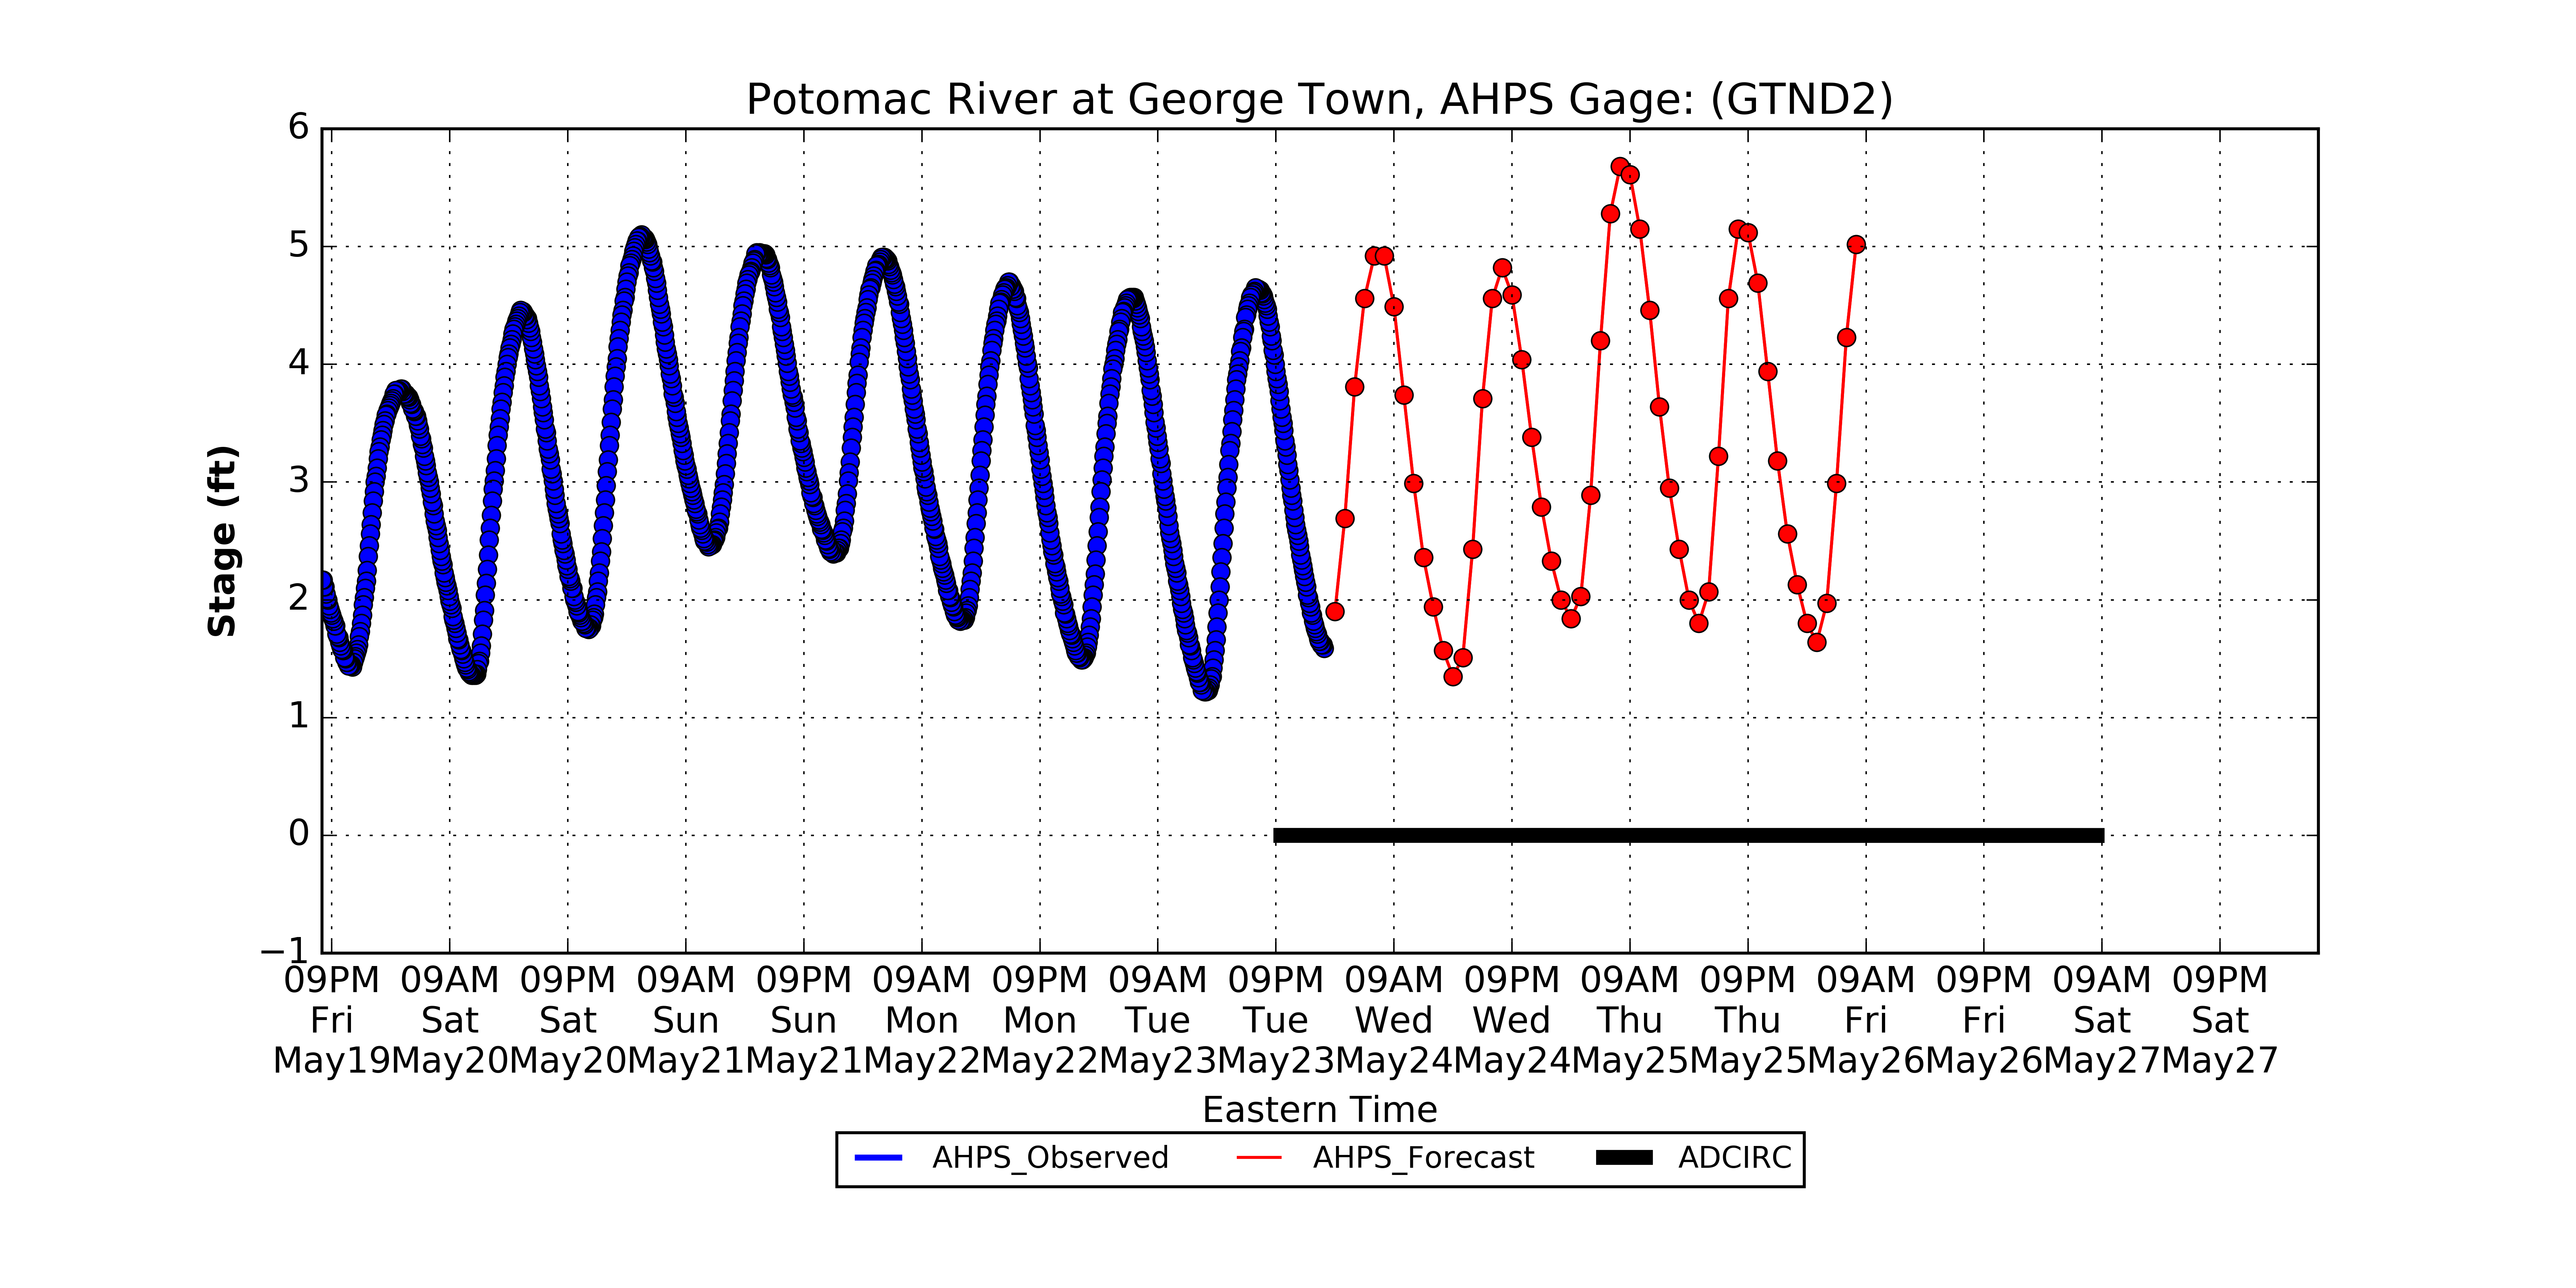 Potomac River at George Town, AHPS Gage: (GTND2)
6
5
4
3
2
1
0
−1
Stage (ft)
09PM 09AM 09PM 09AM 09PM 09AM 09PM 09AM 09PM 09AM 09PM 09AM 09PM 09AM 09PM 09AM 09PM
Fri Sat Sat Sun Sun Mon Mon Tue Tue Wed Wed Thu Thu Fri Fri Sat Sat
May19 May20 May20 May21 May21 May22 May22 May23 May23 May24 May24 May25 May25 May26 May26 May27 May27
Eastern Time
AHPS_Observed AHPS_Forecast ADCIRC